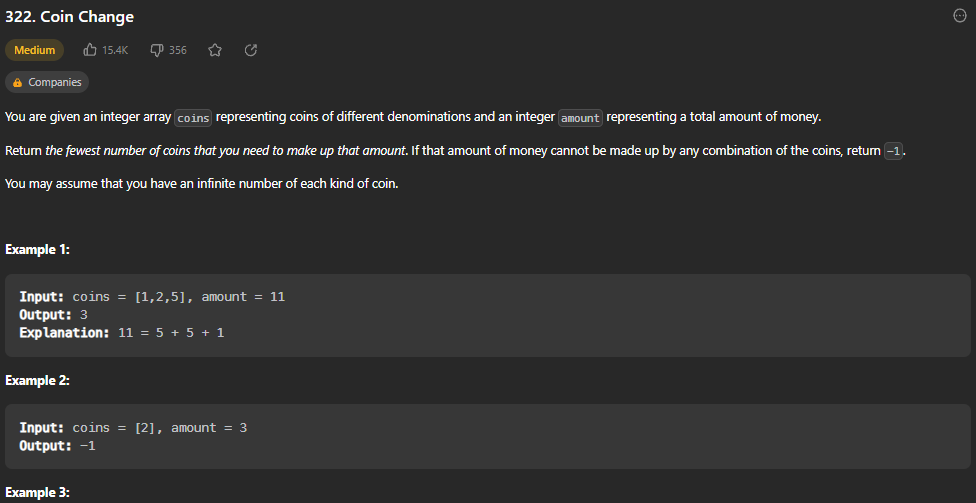 322. Coin Change
Medium 15.4K 356
Companies
You are given an integer array coins representing coins of different denominations and an integer amount representing a total amount of money.
Return the fewest number of coins that you need to make up that amount. If that amount of money cannot be made up by any combination of the coins, return -1.
You may assume that you have an infinite number of each kind of coin.
Example 1:
Input: coins = [1,2,5], amount = 11
Output: 3
Explanation: 11 = 5 + 5 + 1
Example 2:
Input: coins = [2], amount = 3
Output: -1
Example 3: